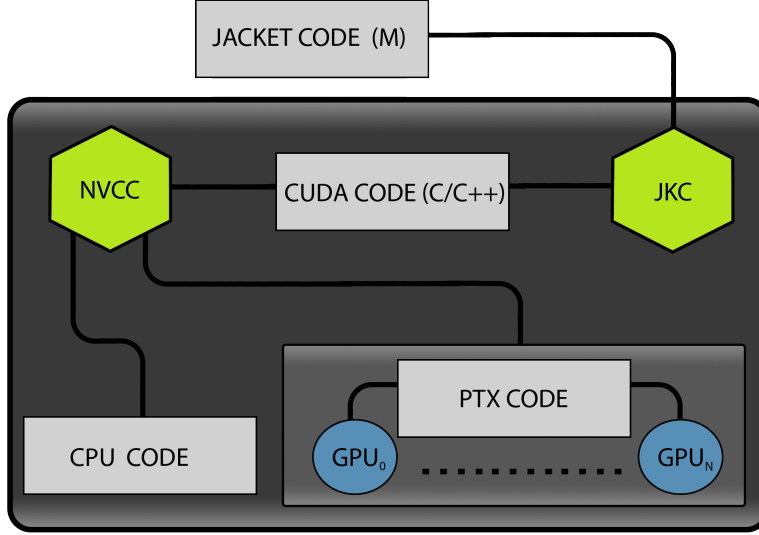 JACKET CODE (M)
NVCC
CUDA CODE (C/C++)
JKC
PTX CODE
CPU CODE
GPU0
GPUN